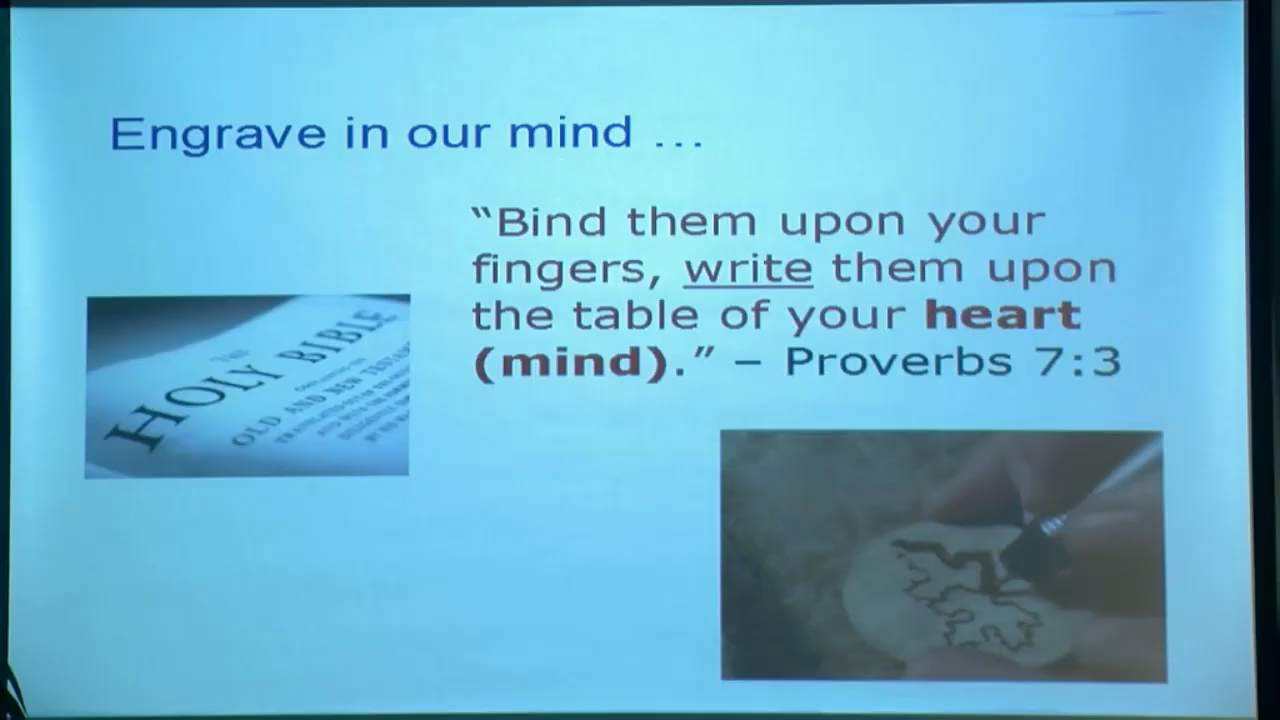 Engrave in our mind ...
“Bind them upon your
fingers, write them upon
the table of your heart
(mind).” – Proverbs 7:3
THE
HOLY BIBLE
OLD AND NEW